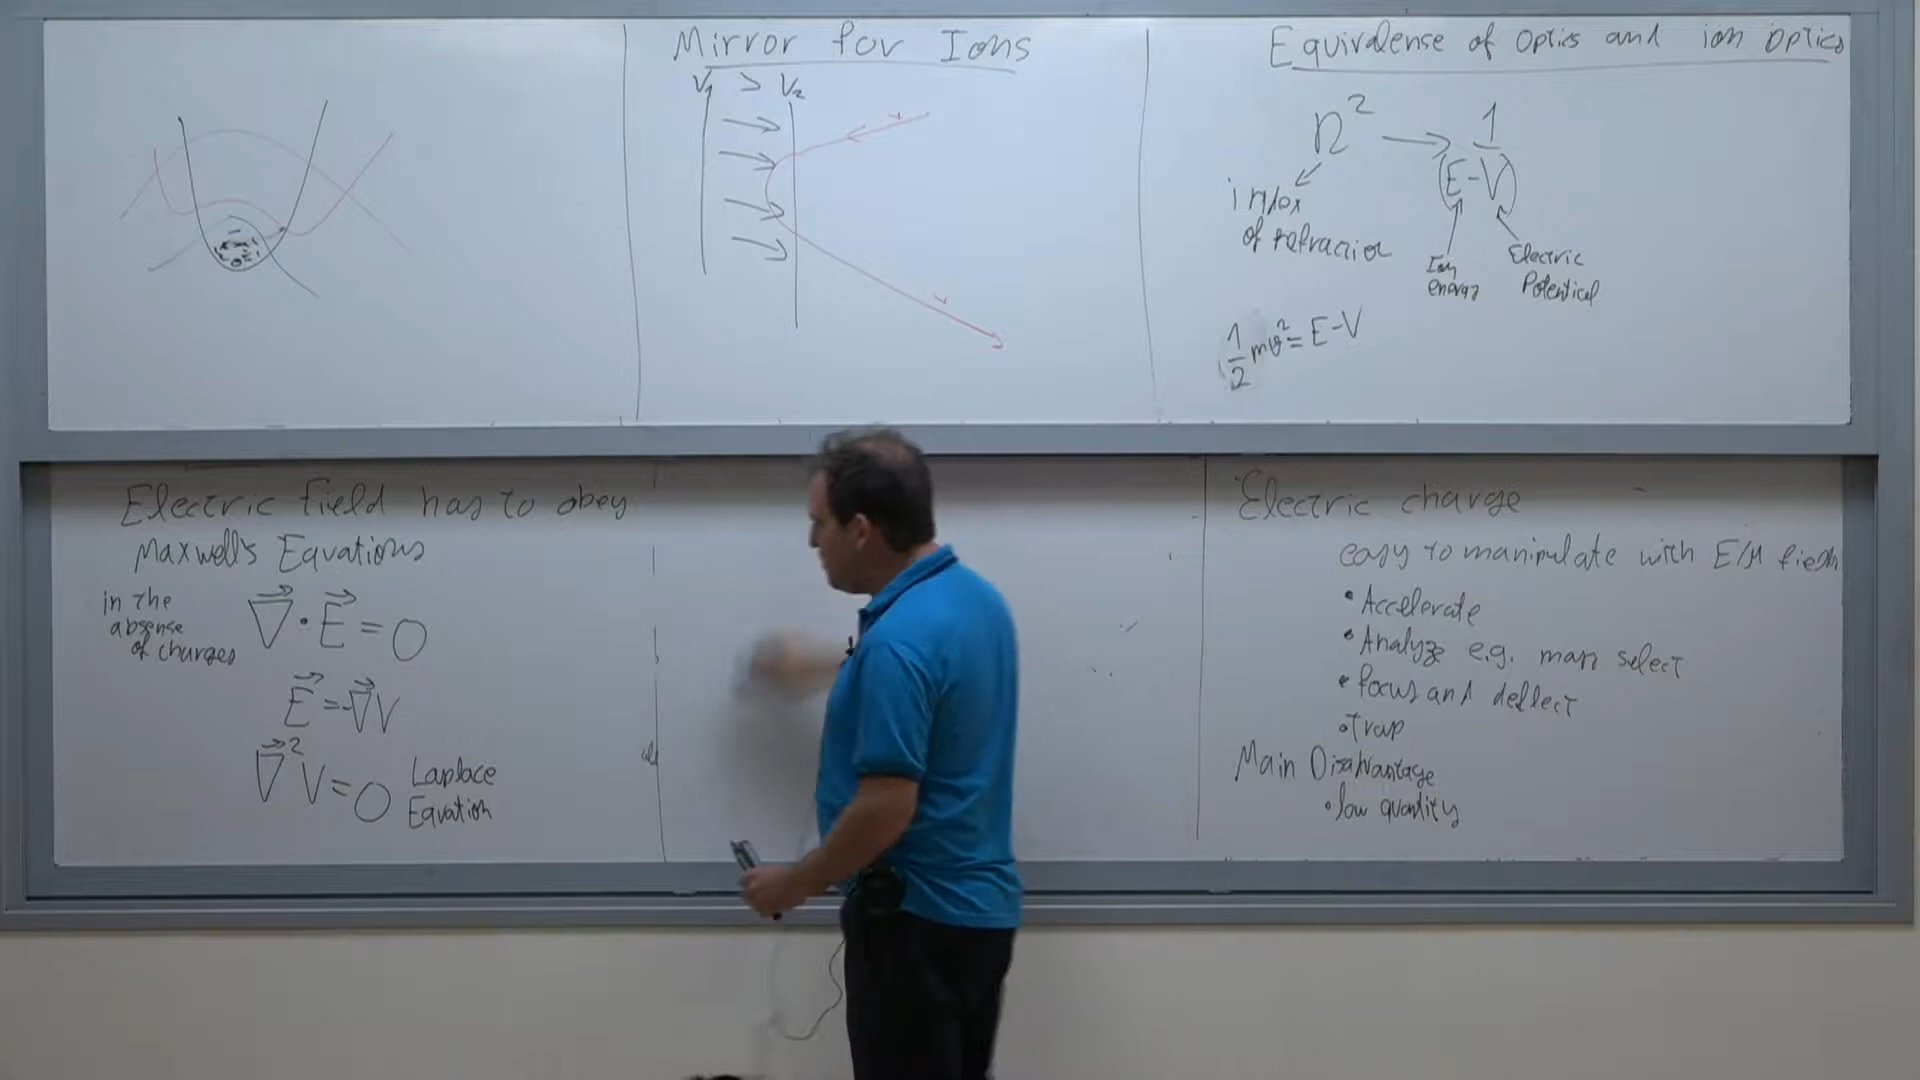 Mirror for Ions
V₁ > V₂
Equivalense of optics and ion optics
n² → 1/(E-V)
index
of refraction
Ion
energy
Electric
Potential
1/2 mv² = E-V
Electric field has to obey
Maxwell's Equations
in the
absense
of charges
∇⃗ · E⃗ = 0
E⃗ = -∇⃗V
∇⃗² V = 0
Laplace
Equation
Electric charge
easy to manipulate with E/M fields
• Accelerate
• Analyze e.g. mass select
• focus and deflect
• Trap
Main Disadvantage
• low quantity